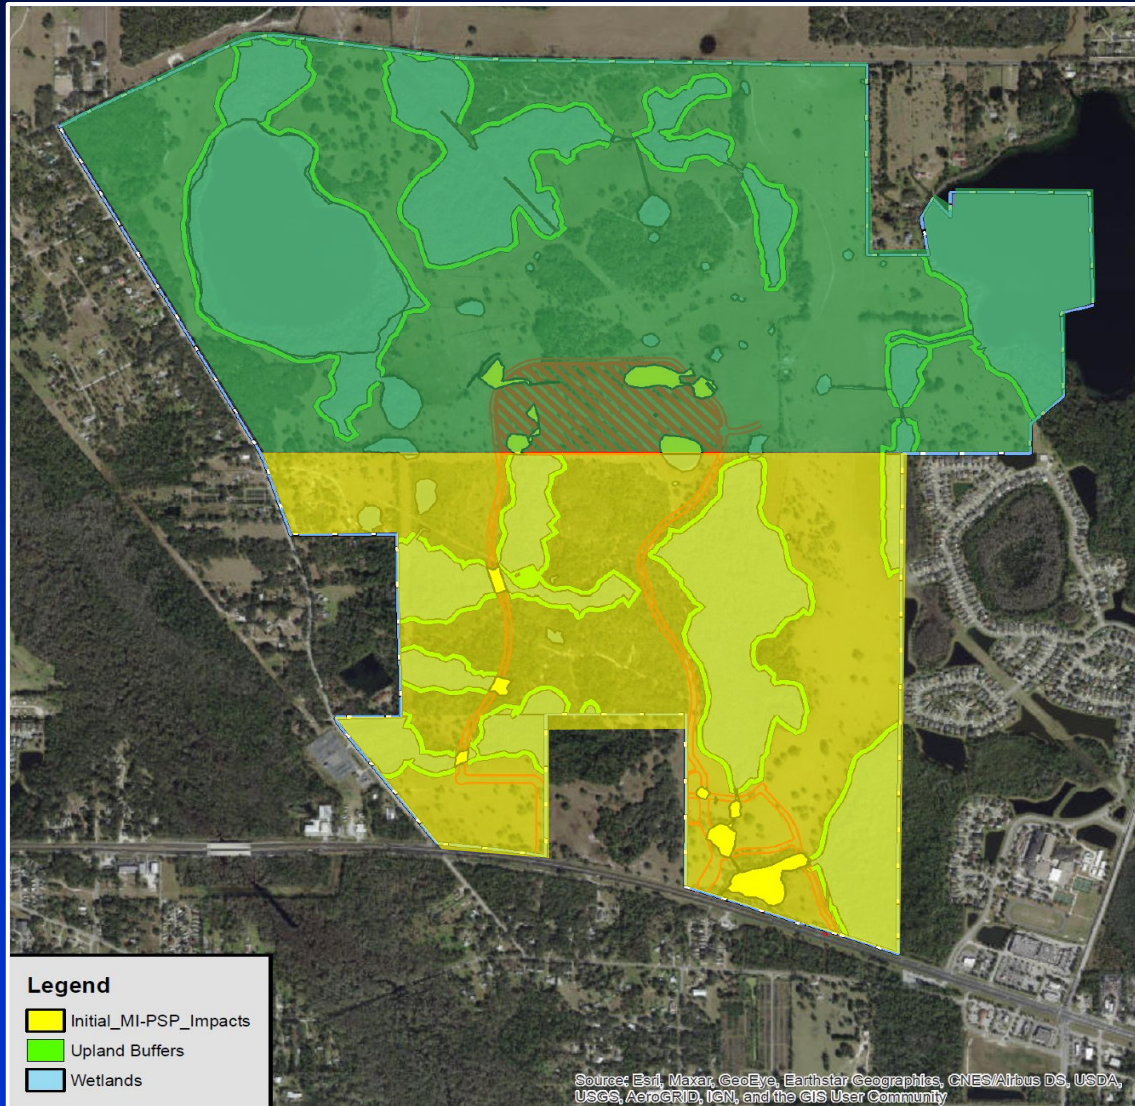 Legend
Initial_MI-PSP_Impacts
Upland Buffers
Wetlands
Source: Esri, Maxar, GeoEye, Earthstar Geographics, CNES/Airbus DS, USDA,
USGS, AeroGRID, IGN, and the GIS User Community